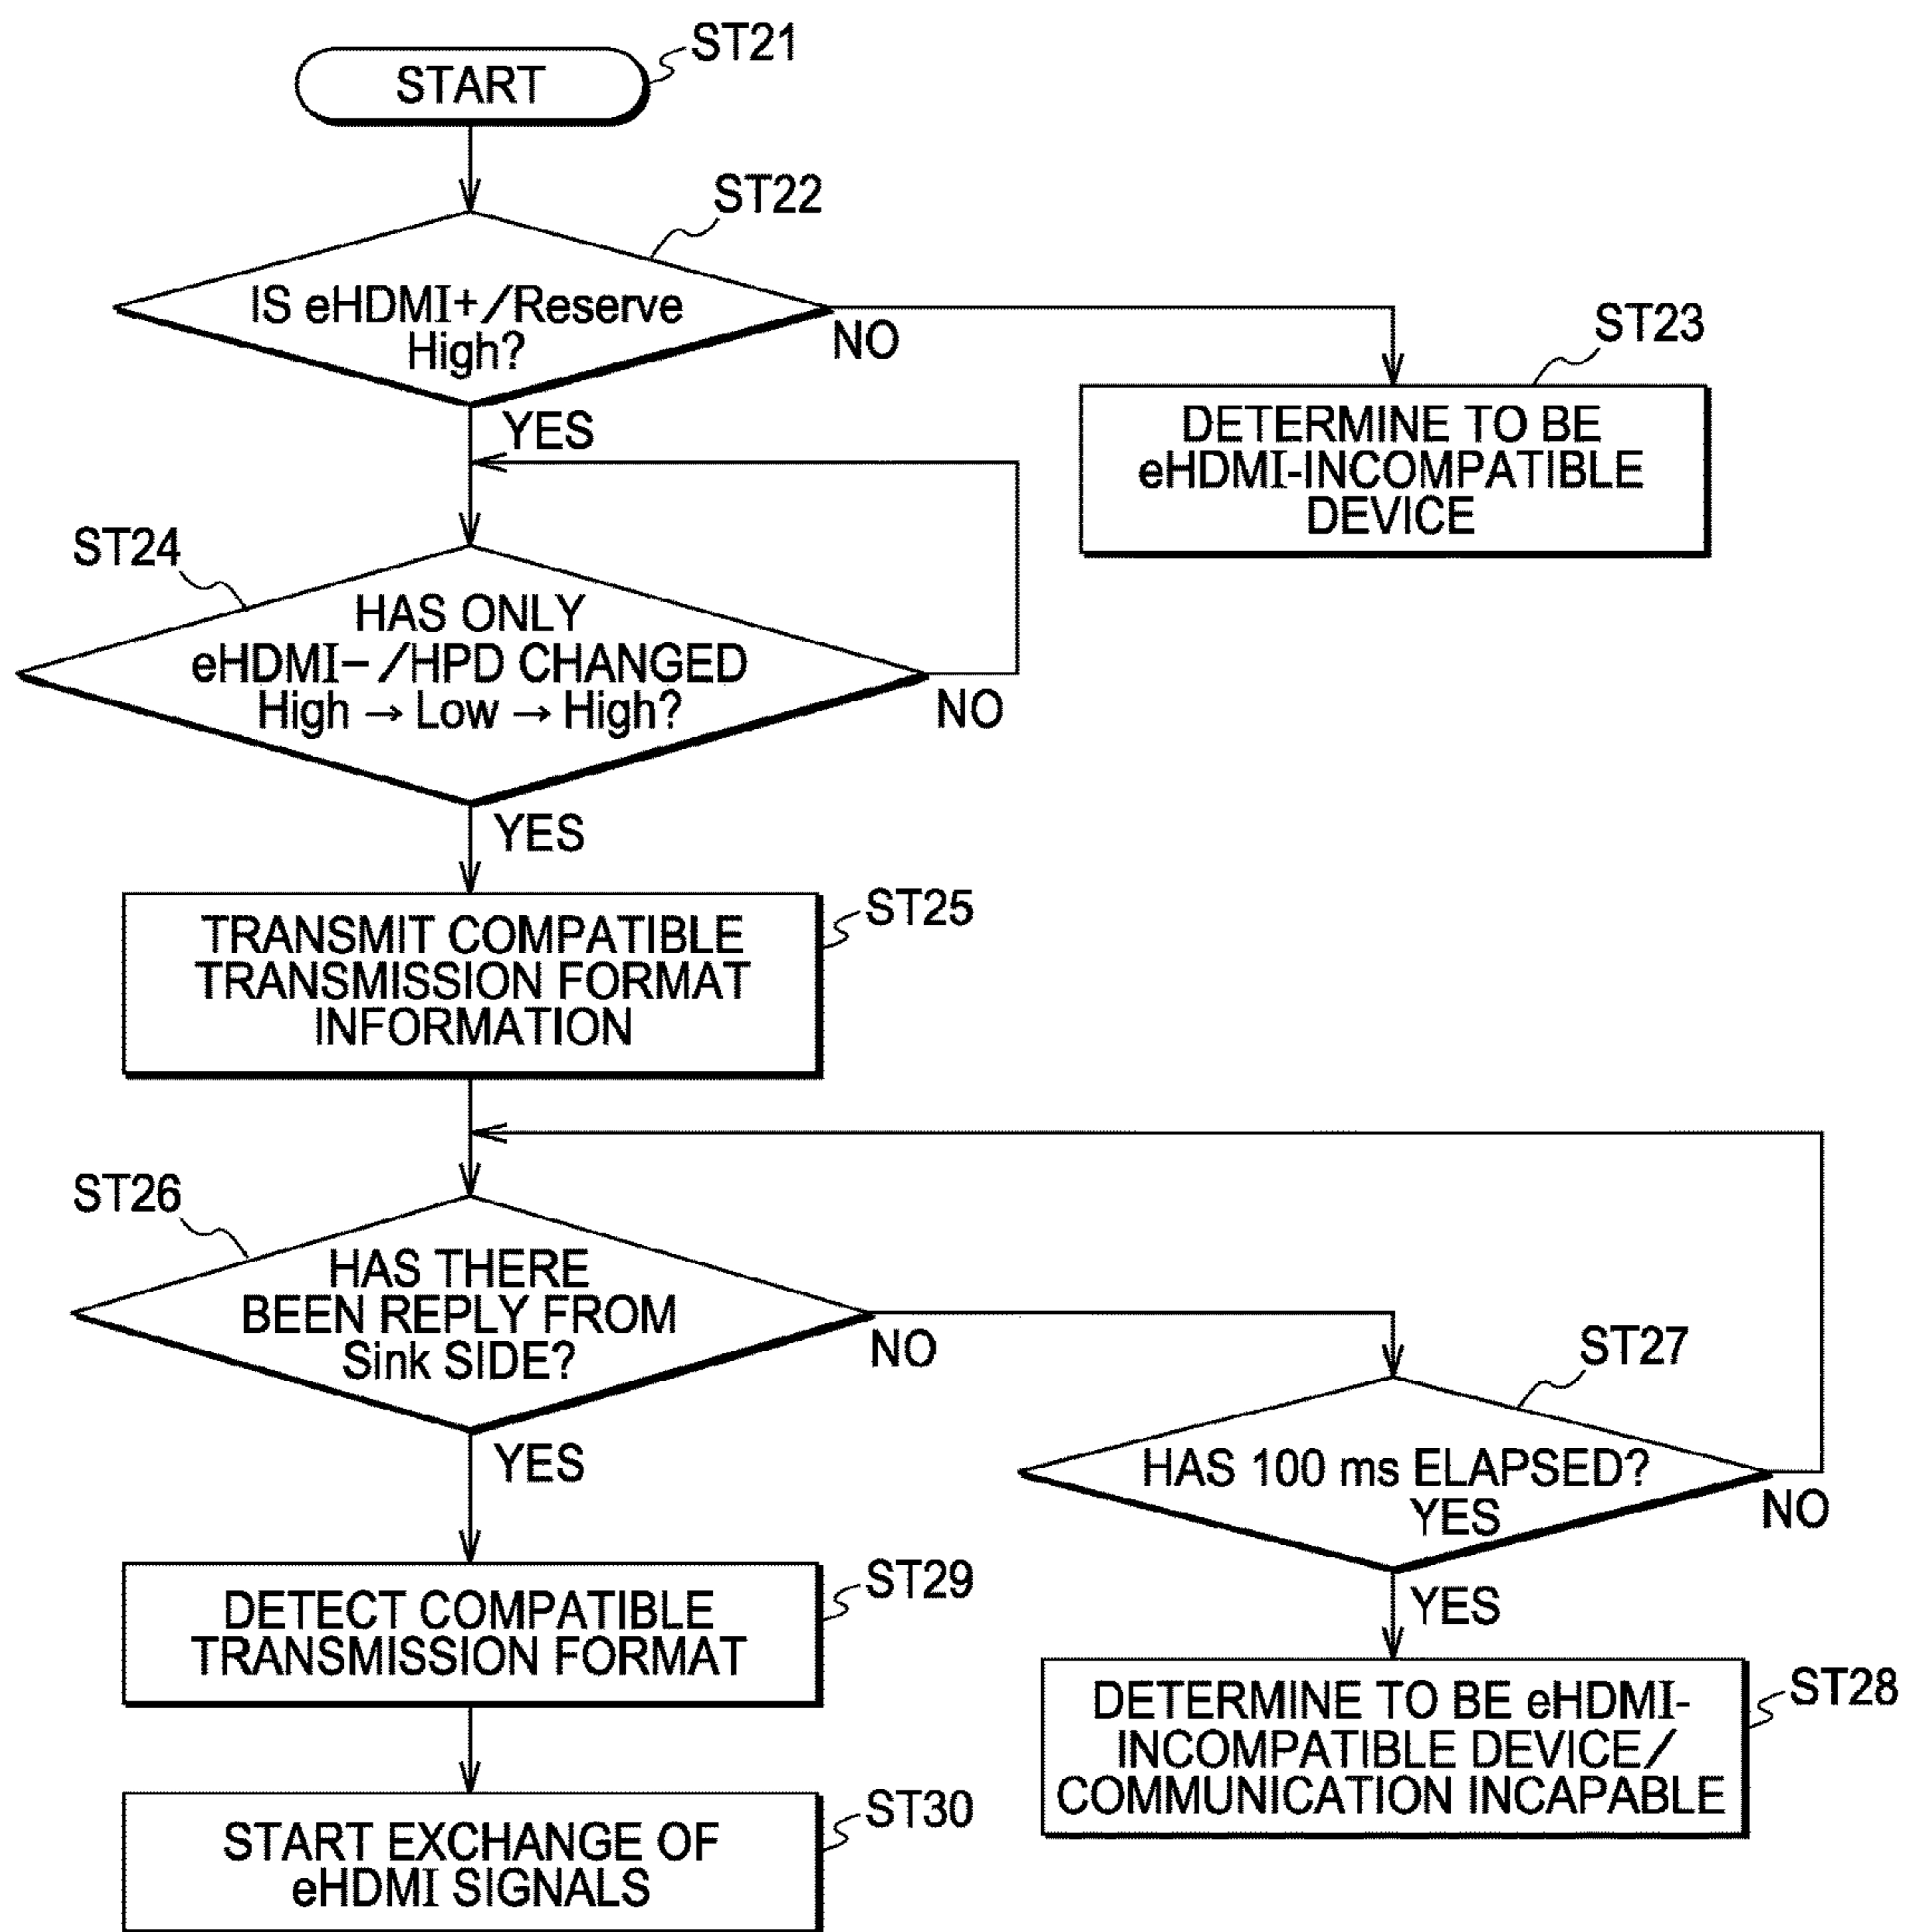 START
ST21
ST22
IS eHDMI+/Reserve
High?
NO
YES
ST23
DETERMINE TO BE
eHDMI-INCOMPATIBLE
DEVICE
ST24
HAS ONLY
eHDMI−/HPD CHANGED
High → Low → High?
NO
YES
ST25
TRANSMIT COMPATIBLE
TRANSMISSION FORMAT
INFORMATION
ST26
HAS THERE
BEEN REPLY FROM
Sink SIDE?
NO
YES
ST27
HAS 100 ms ELAPSED?
YES
NO
YES
ST29
DETECT COMPATIBLE
TRANSMISSION FORMAT
ST28
DETERMINE TO BE eHDMI-
INCOMPATIBLE DEVICE/
COMMUNICATION INCAPABLE
ST30
START EXCHANGE OF
eHDMI SIGNALS